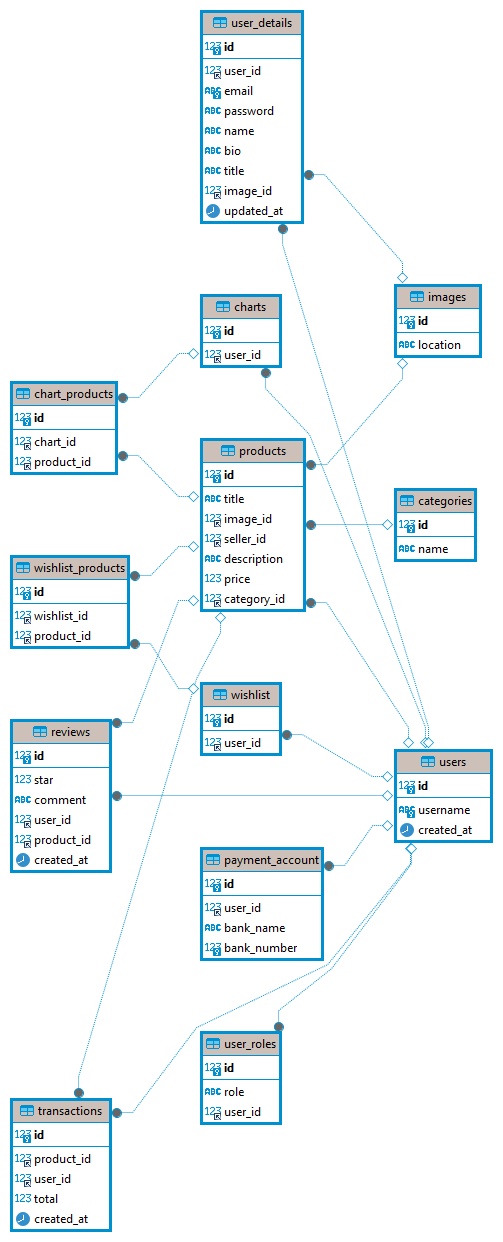 user_details
123 id
123 user_id
ABC email
ABC password
ABC name
ABC bio
ABC title
123 image_id
updated_at
images
123 id
ABC location
charts
123 id
123 user_id
chart_products
123 id
123 chart_id
123 product_id
products
123 id
ABC title
123 image_id
123 seller_id
ABC description
123 price
123 category_id
categories
123 id
ABC name
wishlist_products
123 id
123 wishlist_id
123 product_id
wishlist
123 id
123 user_id
reviews
123 id
123 star
ABC comment
123 user_id
123 product_id
created_at
users
123 id
ABC username
created_at
payment_account
123 id
123 user_id
ABC bank_name
123 bank_number
user_roles
123 id
ABC role
123 user_id
transactions
123 id
123 product_id
123 user_id
123 total
created_at